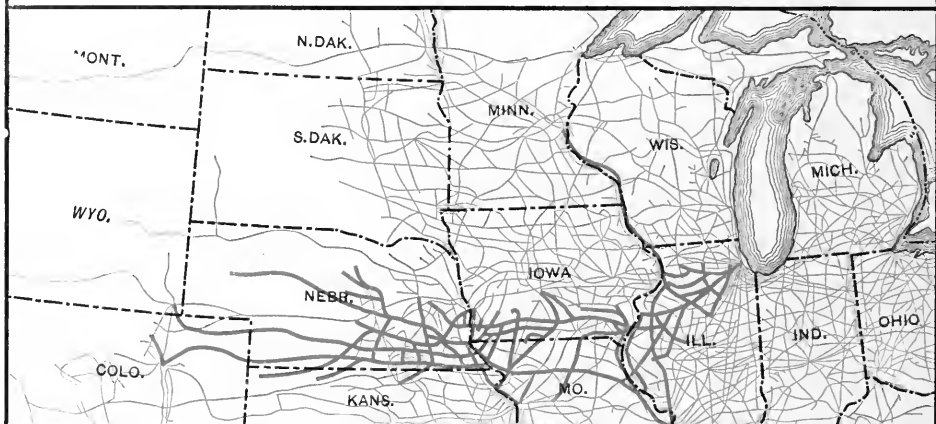 N.DAK.
MONT.
MINN.
S.DAK.
WIS.
MICH.
WYO.
IOWA
NEBR.
OHIO
ILL.
IND.
COLO.
MO.
KANS.